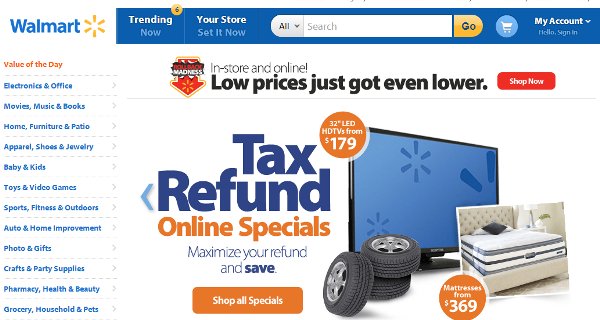 Walmart
Trending
Now
6
Your Store
Set It Now
All
Search
Go
My Account
Hello. Sign In
Value of the Day
Electronics & Office
Movies, Music & Books
Home, Furniture & Patio
Apparel, Shoes & Jewelry
Baby & Kids
Toys & Video Games
Sports, Fitness & Outdoors
Auto & Home Improvement
Photo & Gifts
Crafts & Party Supplies
Pharmacy, Health & Beauty
Grocery, Household & Pets
ROLLBACK
MADNESS
In-store and online!
Low prices just got even lower.
Shop Now
Tax
Refund
Online Specials
Maximize your refund
and save.
Shop all Specials
32" LED
HDTVs from
$179
Mattresses
from
$369